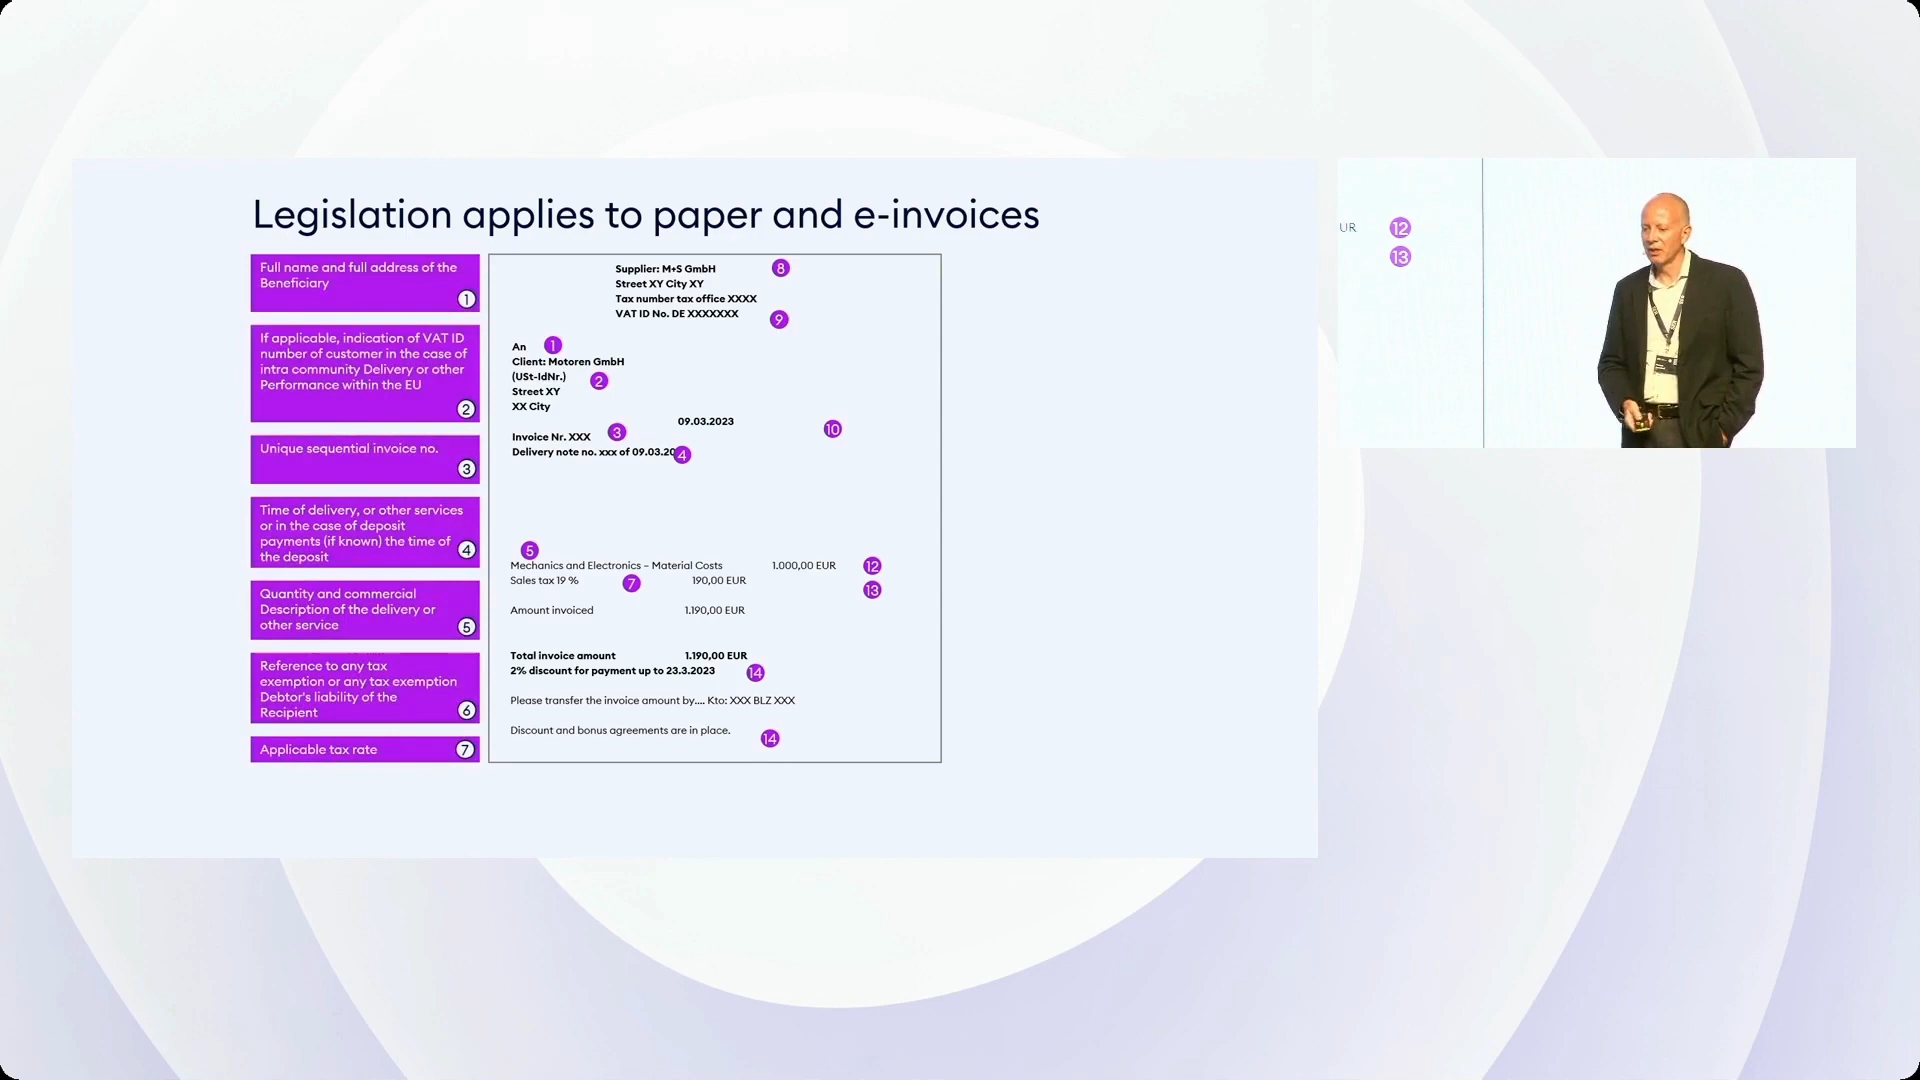 Legislation applies to paper and e-invoices
Full name and full address of the
Beneficiary
1
If applicable, indication of VAT ID
number of customer in the case of
intra community Delivery or other
Performance within the EU
2
Unique sequential invoice no.
3
Time of delivery, or other services
or in the case of deposit
payments (if known) the time of
the deposit
4
Quantity and commercial
Description of the delivery or
other service
5
Reference to any tax
exemption or any tax exemption
Debtor's liability of the
Recipient
6
Applicable tax rate
7
Supplier: M+S GmbH 8
Street XY City XY
Tax number tax office XXXX
VAT ID No. DE XXXXXXX 9
An 1
Client: Motoren GmbH
(USt-IdNr.) 2
Street XY
XX City
09.03.2023 10
Invoice Nr. XXX 3
Delivery note no. xxx of 09.03.20 4
5
Mechanics and Electronics – Material Costs 1.000,00 EUR 12
Sales tax 19 % 7 190,00 EUR 13
Amount invoiced 1.190,00 EUR
Total invoice amount 1.190,00 EUR
2% discount for payment up to 23.3.2023 14
Please transfer the invoice amount by.... Kto: XXX BLZ XXX
Discount and bonus agreements are in place. 14
UR 12
13